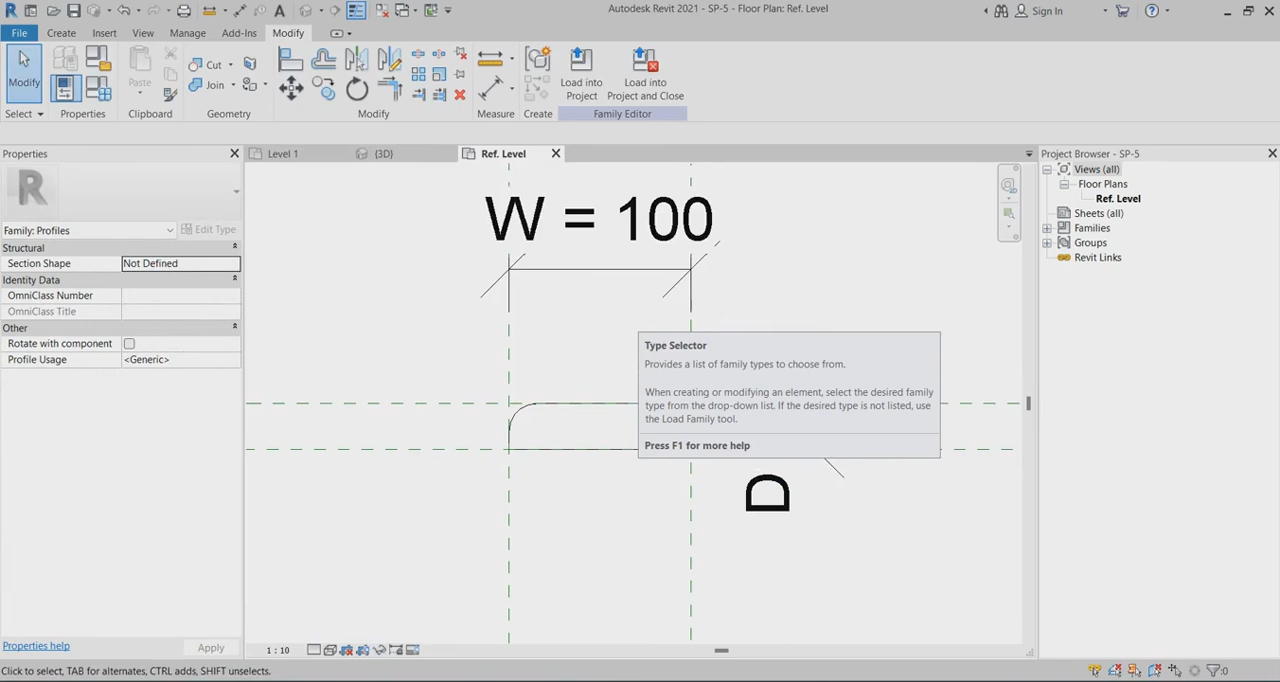 Autodesk Revit 2021 - SP-5 - Floor Plan: Ref. Level
Sign In
File Create Insert View Manage Add-Ins Modify
Modify
Paste
Cut
Join
Load into
Project
Load into
Project and Close
Select Properties Clipboard Geometry Modify Measure Create Family Editor
Properties
Level 1
{3D}
Ref. Level
Project Browser - SP-5
R
Family: Profiles
Edit Type
Structural
Section Shape Not Defined
Identity Data
OmniClass Number
OmniClass Title
Other
Rotate with component
Profile Usage <Generic>
W = 100
Type Selector
Provides a list of family types to choose from.
When creating or modifying an element, select the desired family
type from the drop-down list. If the desired type is not listed, use
the Load Family tool.
Press F1 for more help
D
Views (all)
Floor Plans
Ref. Level
Sheets (all)
Families
Groups
Revit Links
Properties help
Apply
1 : 10
Click to select, TAB for alternates, CTRL adds, SHIFT unselects.
:0